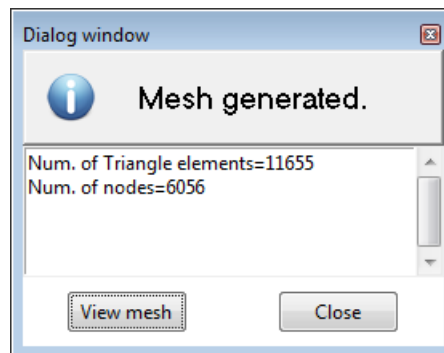 Dialog window
Mesh generated.
Num. of Triangle elements=11655
Num. of nodes=6056
View mesh
Close